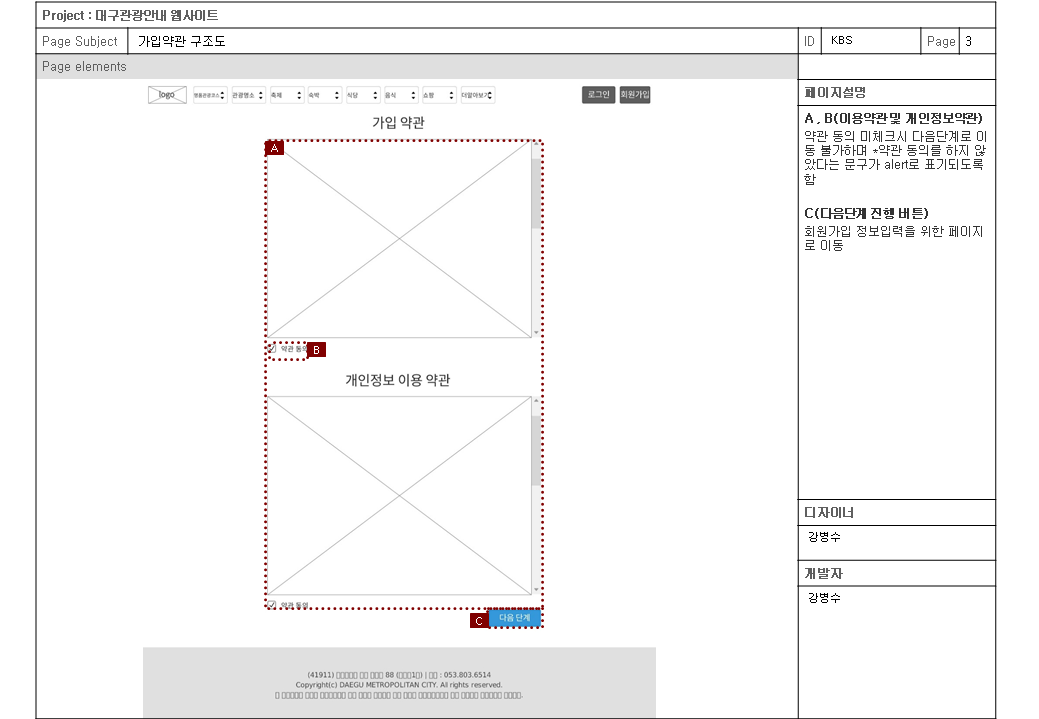 Project : 대구관광안내 웹사이트
Page Subject 가입약관 구조도 ID KBS Page 3
Page elements
logo 명품관광코스 관광명소 축제 숙박 식당 음식 쇼핑 더알아보기 로그인 회원가입
가입 약관
A
약관 동의 B
개인정보 이용 약관
약관 동의
C 다음 단계
(41911) 88 ( 1 ) | : 053.803.6514
Copyright(c) DAEGU METROPOLITAN CITY. All rights reserved.
페이지설명
A , B(이용약관 및 개인정보약관)
약관 동의 미체크시 다음단계로 이
동 불가하며 *약관 동의를 하지 않
았다는 문구가 alert로 표기되도록
함
C(다음단계 진행 버튼)
회원가입 정보입력을 위한 페이지
로 이동
디자이너
강병수
개발자
강병수